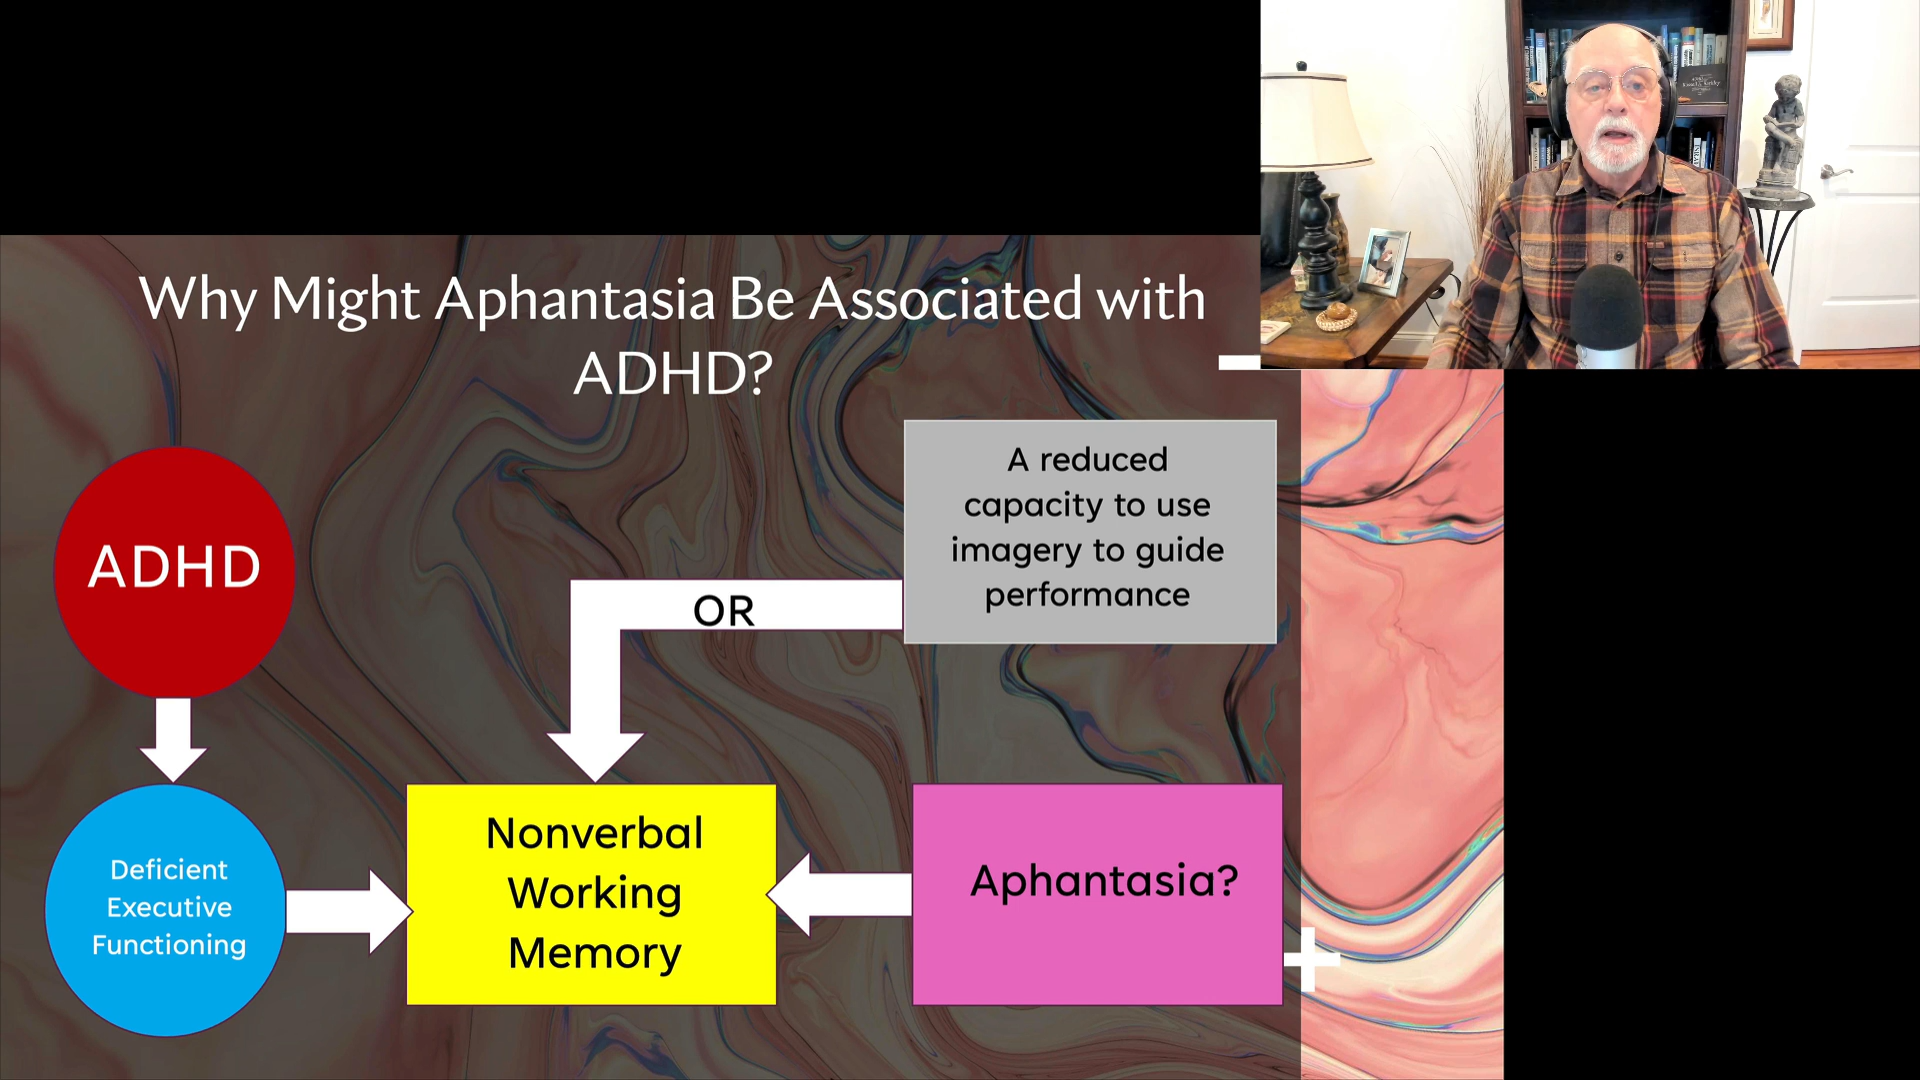 Why Might Aphantasia Be Associated with
ADHD?
A reduced
capacity to use
imagery to guide
performance
ADHD
OR
Nonverbal
Working
Memory
Aphantasia?
Deficient
Executive
Functioning